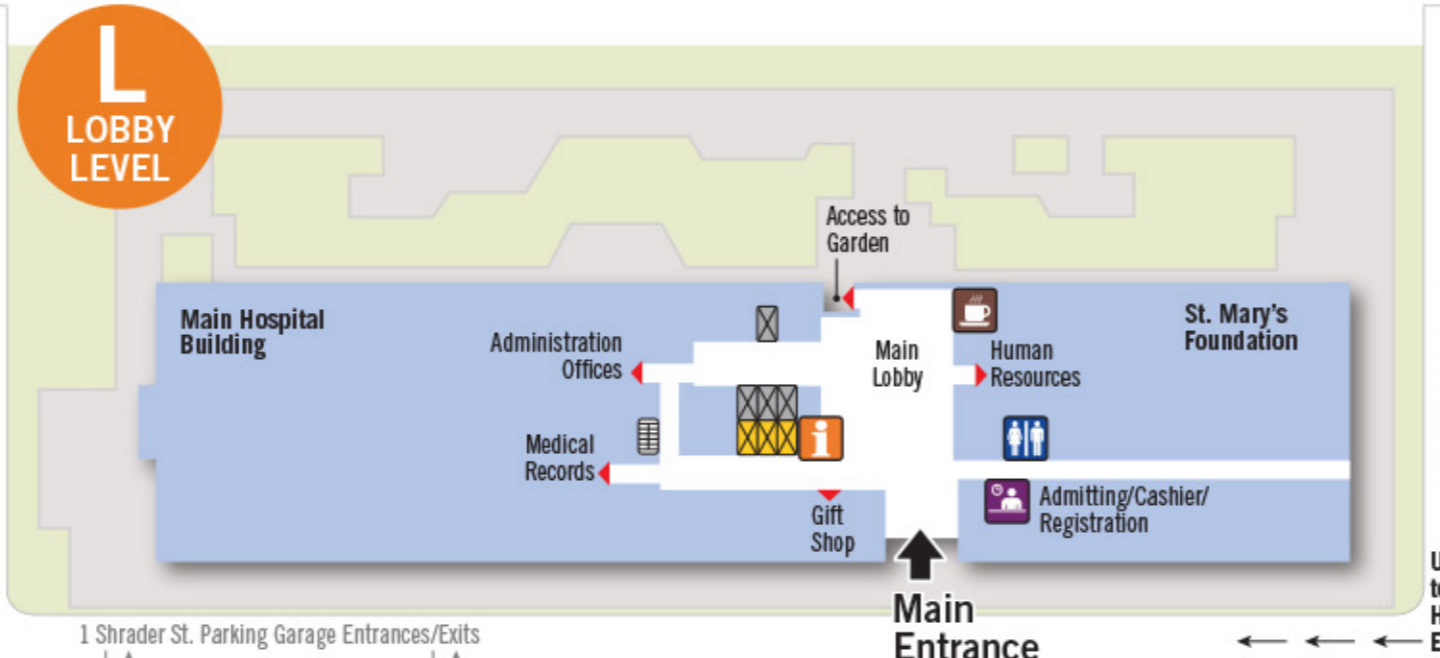 L
LOBBY
LEVEL
Access to
Garden
Main Hospital
Building
St. Mary's
Foundation
Administration
Offices
Main
Lobby
Human
Resources
Medical
Records
i
Admitting/Cashier/
Registration
Gift
Shop
Main
Entrance
1 Shrader St. Parking Garage Entrances/Exits